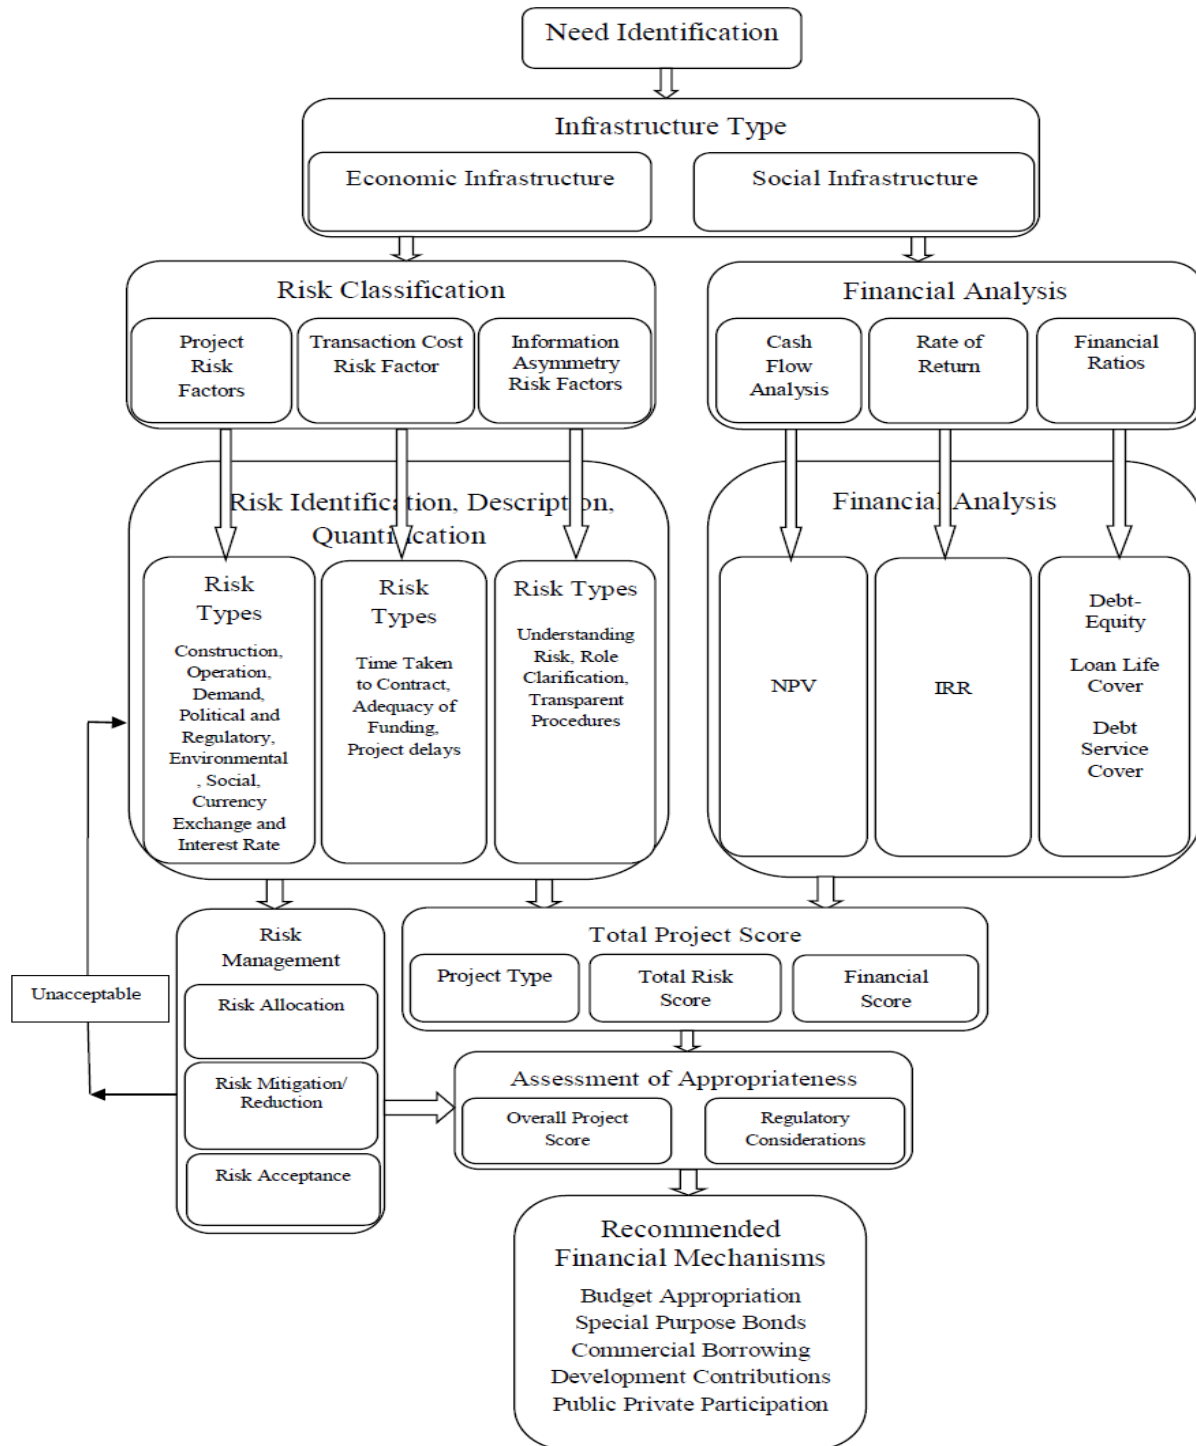 Need Identification
Infrastructure Type
Economic Infrastructure
Social Infrastructure
Risk Classification
Project
Risk
Factors
Transaction Cost
Risk Factor
Information
Asymmetry
Risk Factors
Financial Analysis
Cash
Flow
Analysis
Rate of
Return
Financial
Ratios
Risk Identification, Description,
Quantification
Risk
Types
Construction,
Operation,
Demand,
Political and
Regulatory,
Environmental
, Social,
Currency
Exchange and
Interest Rate
Risk
Types
Time Taken
to Contract,
Adequacy of
Funding,
Project delays
Risk Types
Understanding
Risk, Role
Clarification,
Transparent
Procedures
Financial Analysis
NPV
IRR
Debt-
Equity
Loan Life
Cover
Debt
Service
Cover
Risk
Management
Risk Allocation
Risk Mitigation/
Reduction
Risk Acceptance
Unacceptable
Total Project Score
Project Type
Total Risk
Score
Financial
Score
Assessment of Appropriateness
Overall Project
Score
Regulatory
Considerations
Recommended
Financial Mechanisms
Budget Appropriation
Special Purpose Bonds
Commercial Borrowing
Development Contributions
Public Private Participation